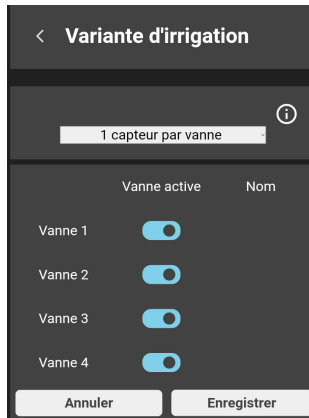 Variante d'irrigation
1 capteur par vanne
Vanne active Nom
Vanne 1
Vanne 2
Vanne 3
Vanne 4
Annuler Enregistrer